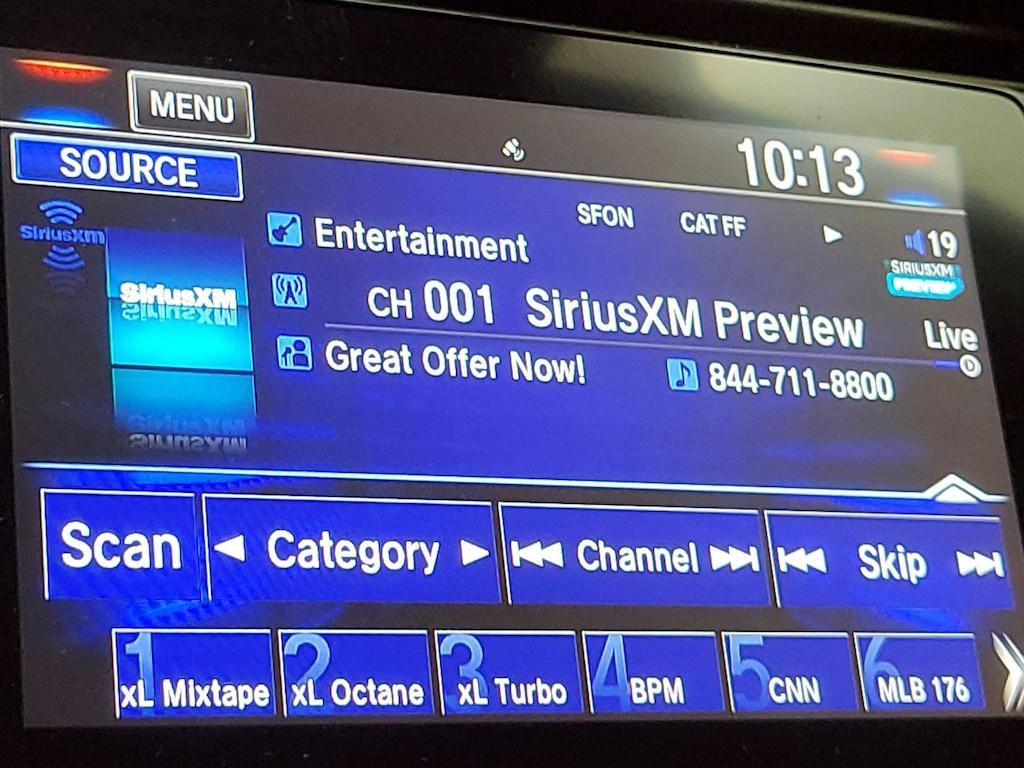 MENU
10:13
SOURCE
SFON CAT FF
19
SiriusXM
Entertainment
SIRIUSXM
PREVIEW
SiriusXM
CH 001 SiriusXM Preview
Live
Great Offer Now!
844-711-8800
Scan
Category
Channel
Skip
1 xL Mixtape
2 xL Octane
3 xL Turbo
4 BPM
5 CNN
6 MLB 176